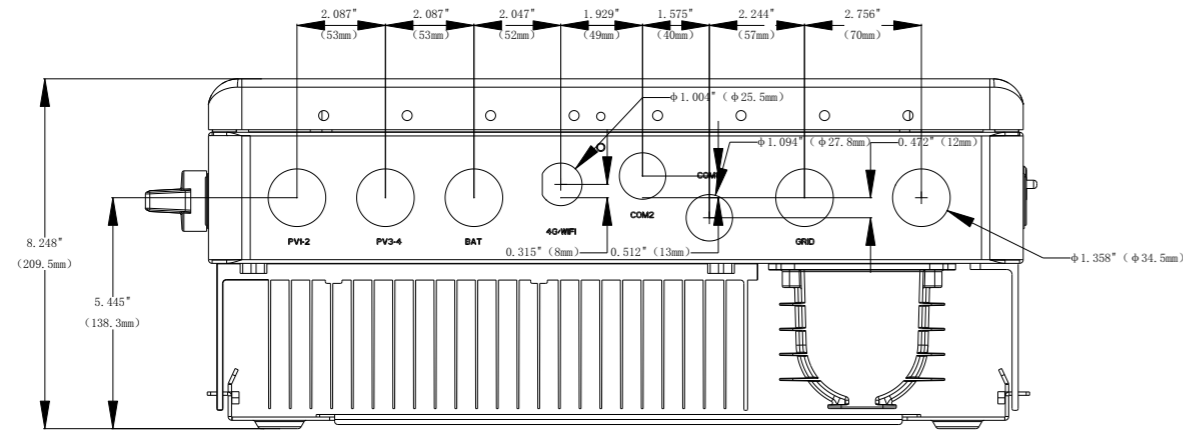 2.087" 2.087" 2.047" 1.929" 1.575" 2.244" 2.756"
(53mm) (53mm) (52mm) (49mm) (40mm) (57mm) (70mm)
φ1.004" (φ25.5mm)
φ1.094" (φ27.8mm) 0.472" (12mm)
COM1
COM2
4G/WIFI
PV1-2 PV3-4 BAT GRID
8.248"
(209.5mm)
0.315" (8mm) 0.512" (13mm)
φ1.358" (φ34.5mm)
5.445"
(138.3mm)